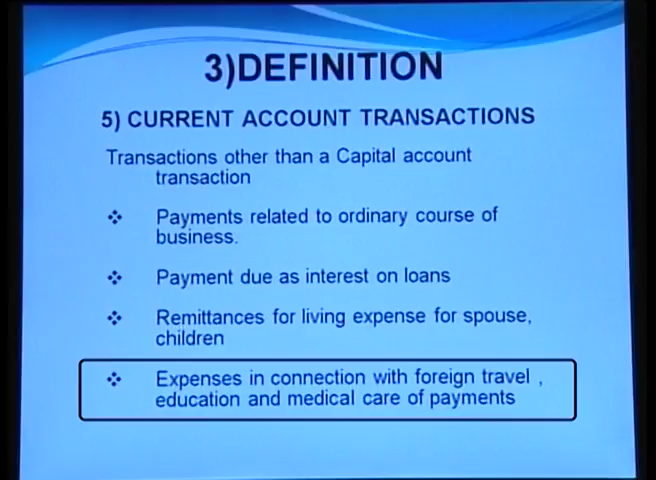 3)DEFINITION
5) CURRENT ACCOUNT TRANSACTIONS
Transactions other than a Capital account
transaction
Payments related to ordinary course of
business.
Payment due as interest on loans
Remittances for living expense for spouse,
children
Expenses in connection with foreign travel ,
education and medical care of payments